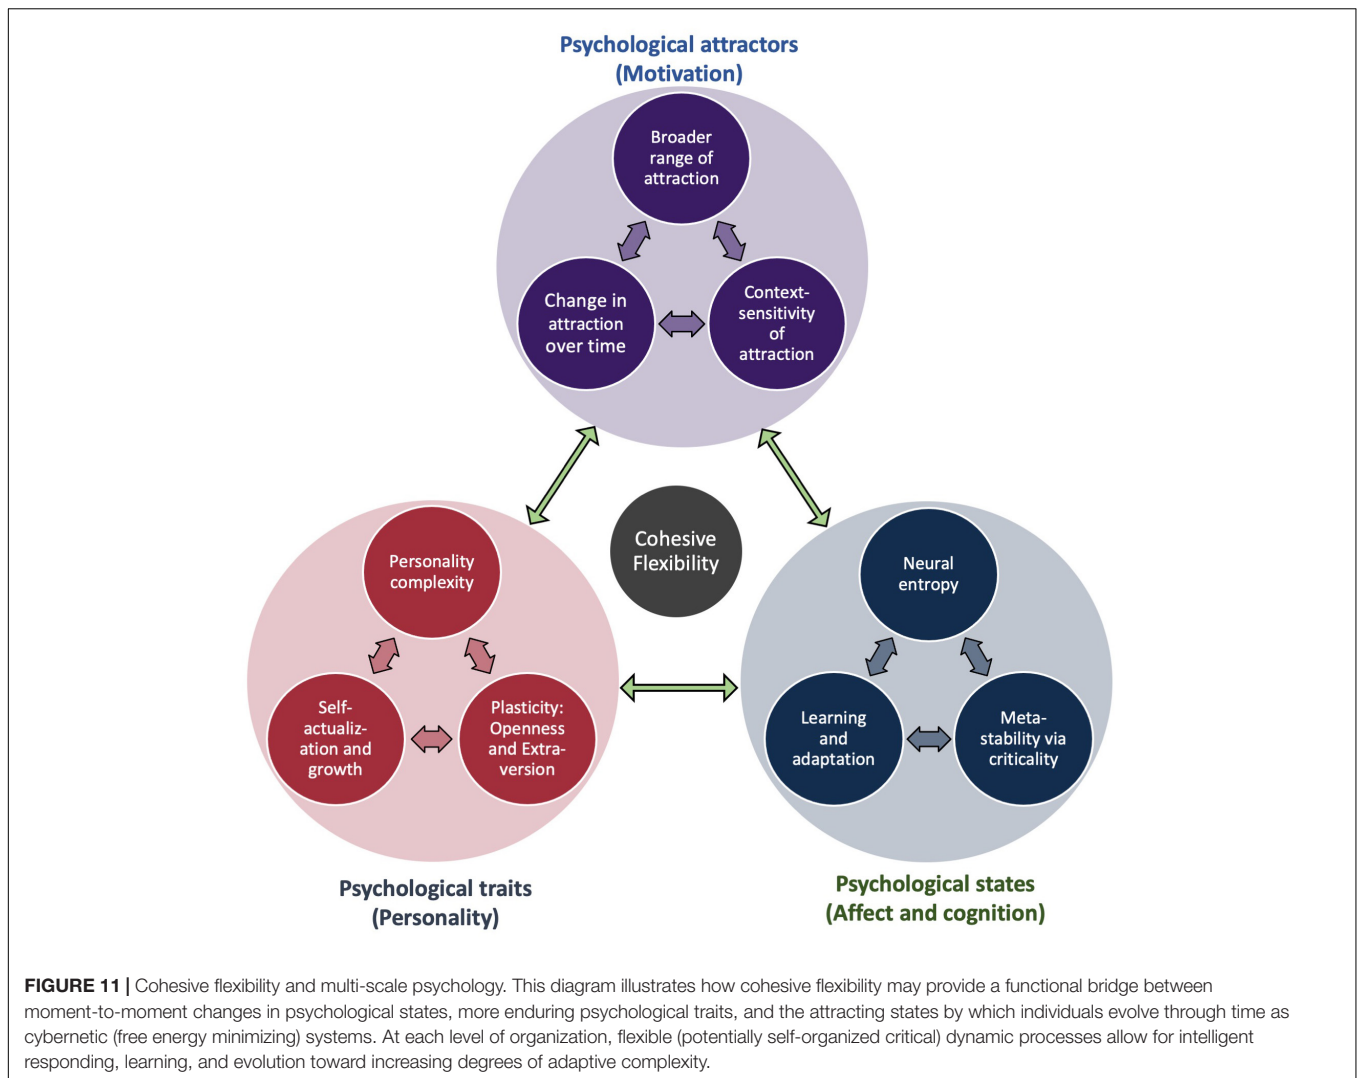 Psychological attractors
(Motivation)
Broader
range of
attraction
Change in
attraction
over time
Context-
sensitivity
of
attraction
Cohesive
Flexibility
Personality
complexity
Self-
actualiz-
ation and
growth
Plasticity:
Openness
and Extra-
version
Neural
entropy
Learning
and
adaptation
Meta-
stability via
criticality
Psychological traits
(Personality)
Psychological states
(Affect and cognition)
FIGURE 11 | Cohesive flexibility and multi-scale psychology. This diagram illustrates how cohesive flexibility may provide a functional bridge between
moment-to-moment changes in psychological states, more enduring psychological traits, and the attracting states by which individuals evolve through time as
cybernetic (free energy minimizing) systems. At each level of organization, flexible (potentially self-organized critical) dynamic processes allow for intelligent
responding, learning, and evolution toward increasing degrees of adaptive complexity.